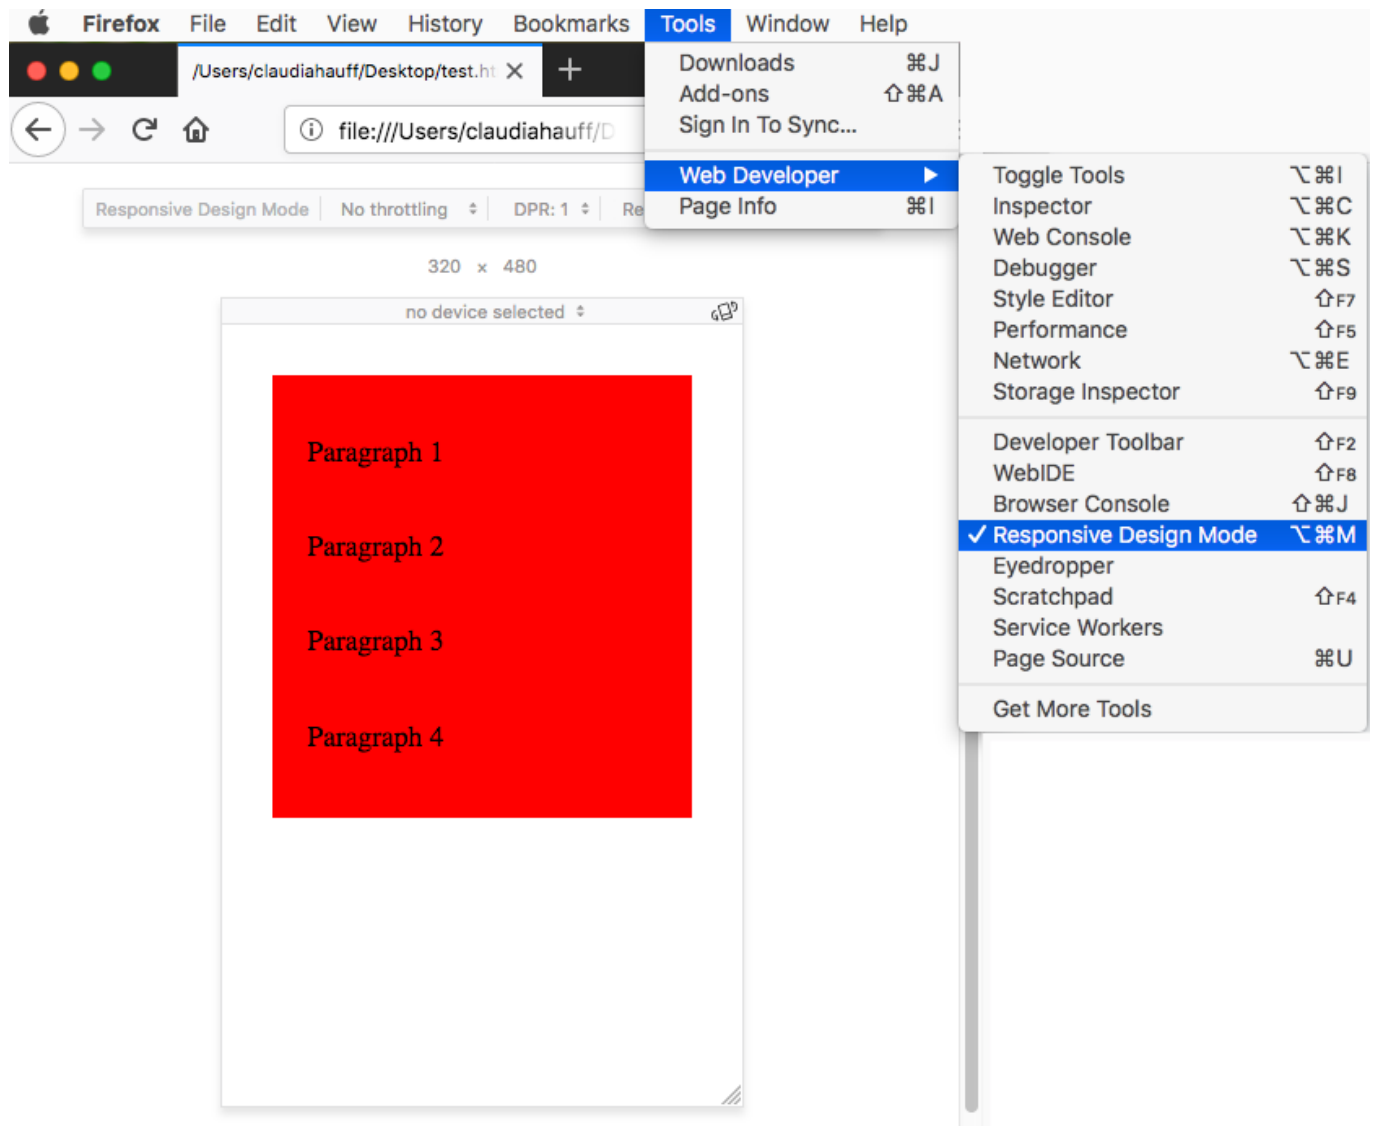 Firefox File Edit View History Bookmarks Tools Window Help
/Users/claudiahauff/Desktop/test.ht
file:///Users/claudiahauff/D
Downloads ⌘J
Add-ons ⇧⌘A
Sign In To Sync...
Web Developer
Page Info ⌘I
Toggle Tools ⌥⌘I
Inspector ⌥⌘C
Web Console ⌥⌘K
Debugger ⌥⌘S
Style Editor ⇧F7
Performance ⇧F5
Network ⌥⌘E
Storage Inspector ⇧F9
Developer Toolbar ⇧F2
WebIDE ⇧F8
Browser Console ⇧⌘J
✓ Responsive Design Mode ⌥⌘M
Eyedropper
Scratchpad ⇧F4
Service Workers
Page Source ⌘U
Get More Tools
Responsive Design Mode No throttling DPR: 1 Re
320 × 480
no device selected
Paragraph 1
Paragraph 2
Paragraph 3
Paragraph 4